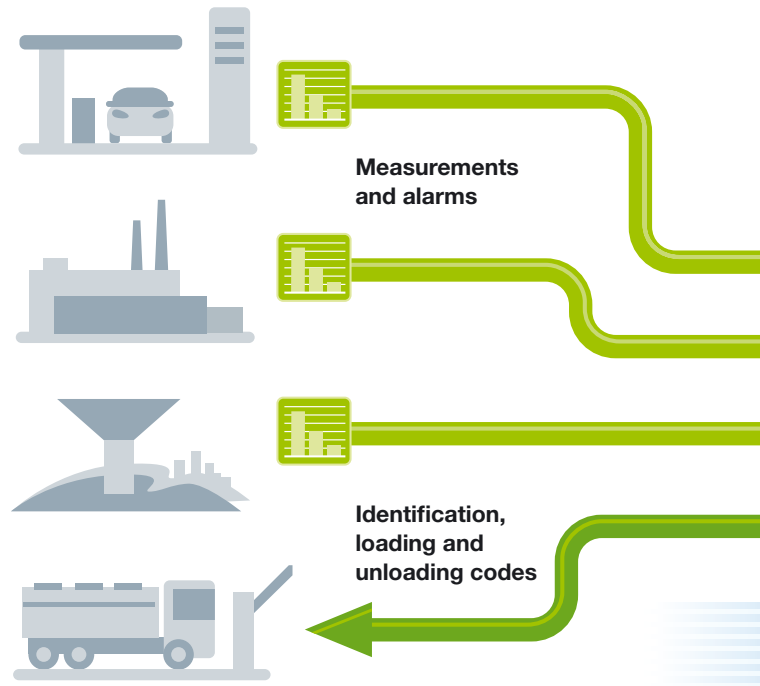 Measurements
and alarms
Identification,
loading and
unloading codes